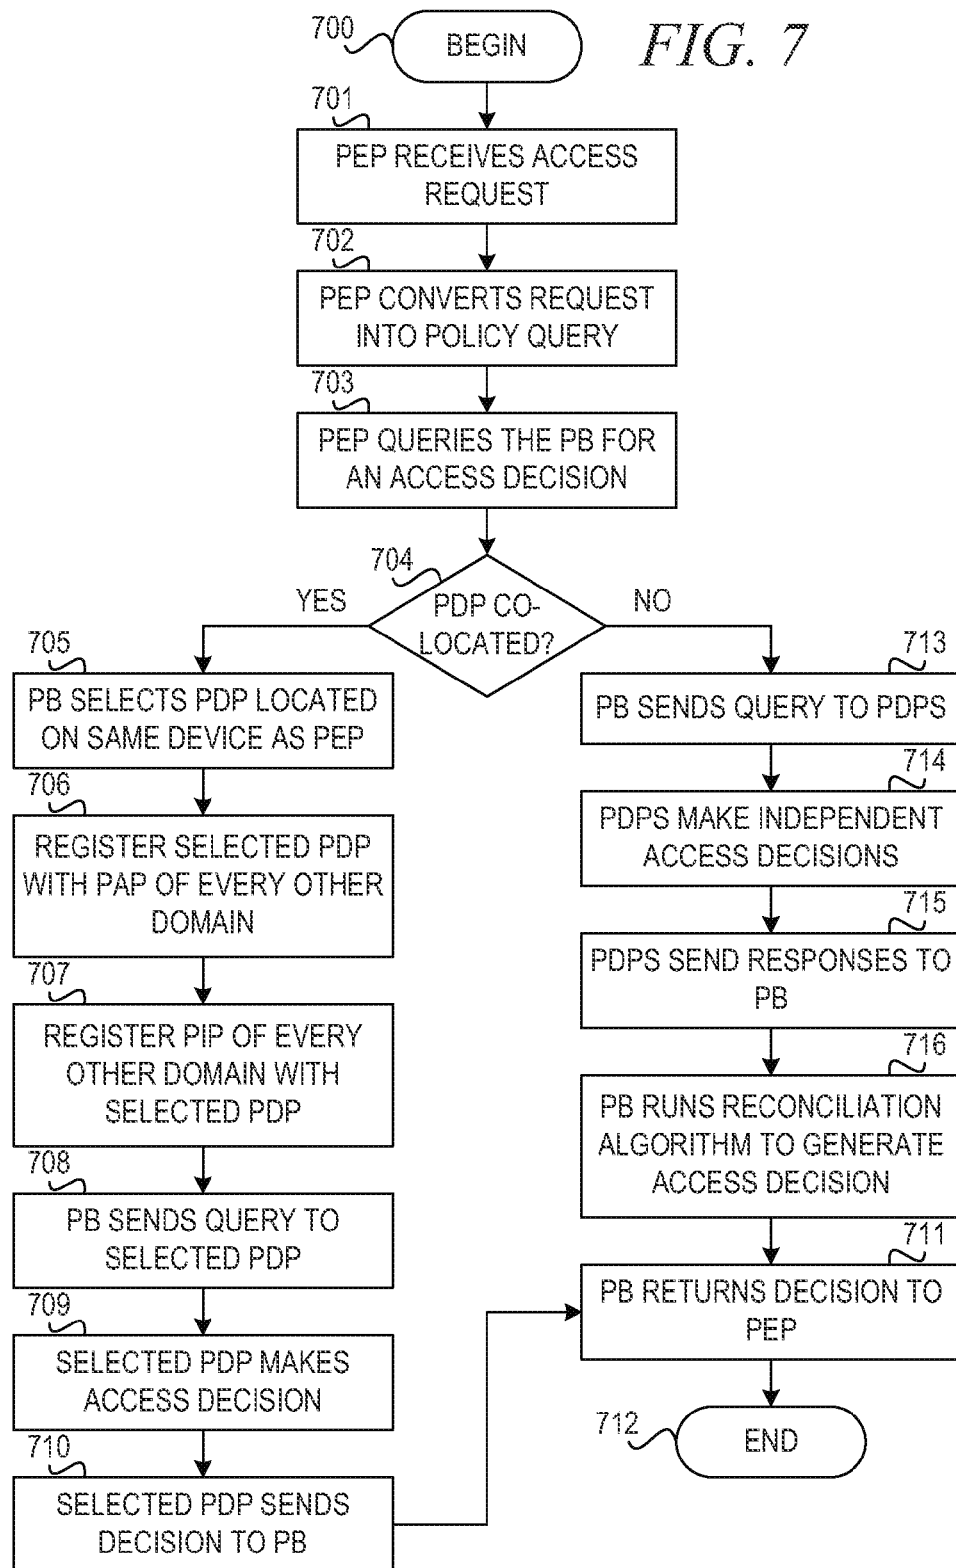 700
BEGIN
FIG. 7
701
PEP RECEIVES ACCESS
REQUEST
702
PEP CONVERTS REQUEST
INTO POLICY QUERY
703
PEP QUERIES THE PB FOR
AN ACCESS DECISION
704
PDP CO-
LOCATED?
YES
NO
705
PB SELECTS PDP LOCATED
ON SAME DEVICE AS PEP
706
REGISTER SELECTED PDP
WITH PAP OF EVERY OTHER
DOMAIN
707
REGISTER PIP OF EVERY
OTHER DOMAIN WITH
SELECTED PDP
708
PB SENDS QUERY TO
SELECTED PDP
709
SELECTED PDP MAKES
ACCESS DECISION
710
SELECTED PDP SENDS
DECISION TO PB
713
PB SENDS QUERY TO PDPS
714
PDPS MAKE INDEPENDENT
ACCESS DECISIONS
715
PDPS SEND RESPONSES TO
PB
716
PB RUNS RECONCILIATION
ALGORITHM TO GENERATE
ACCESS DECISION
711
PB RETURNS DECISION TO
PEP
712
END